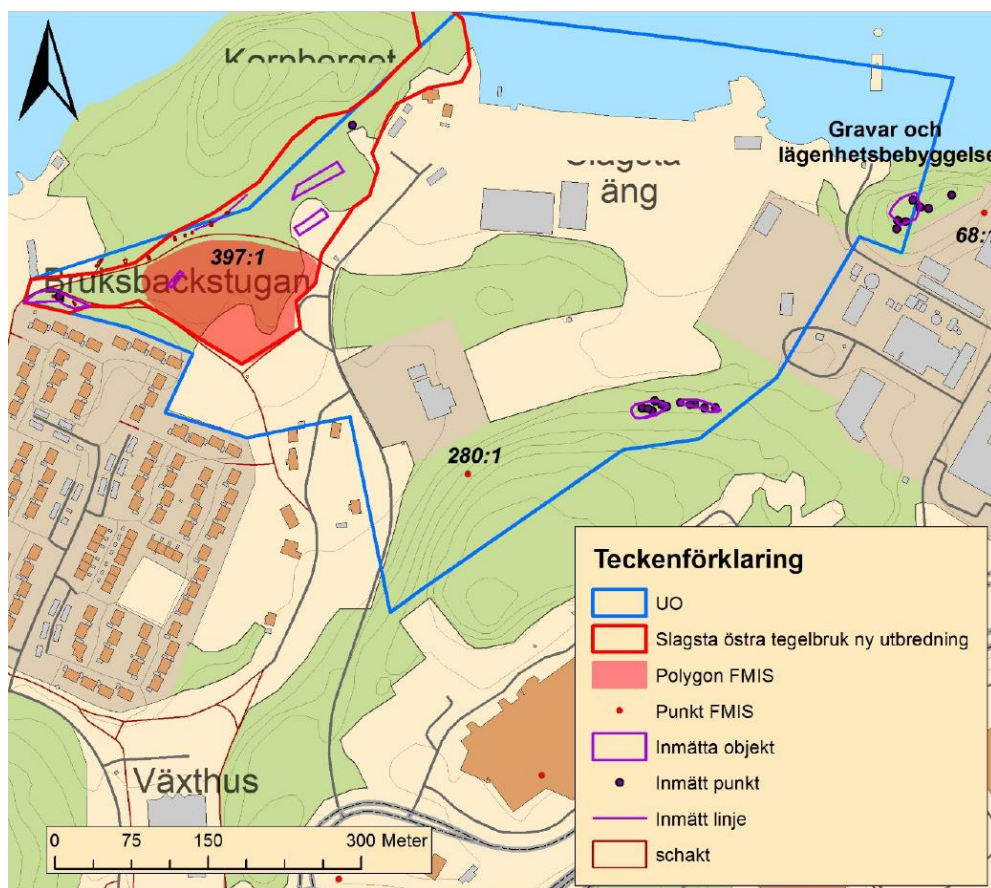 Kornberget
Gravar och
lägenhetsbebyggelse
Slagsta
äng
68:1
397:1
Bruksbackstugan
280:1
Växthus
Teckenförklaring
UO
Slagsta östra tegelbruk ny utbredning
Polygon FMIS
Punkt FMIS
Inmätta objekt
Inmätt punkt
Inmätt linje
schakt
0 75 150 300 Meter